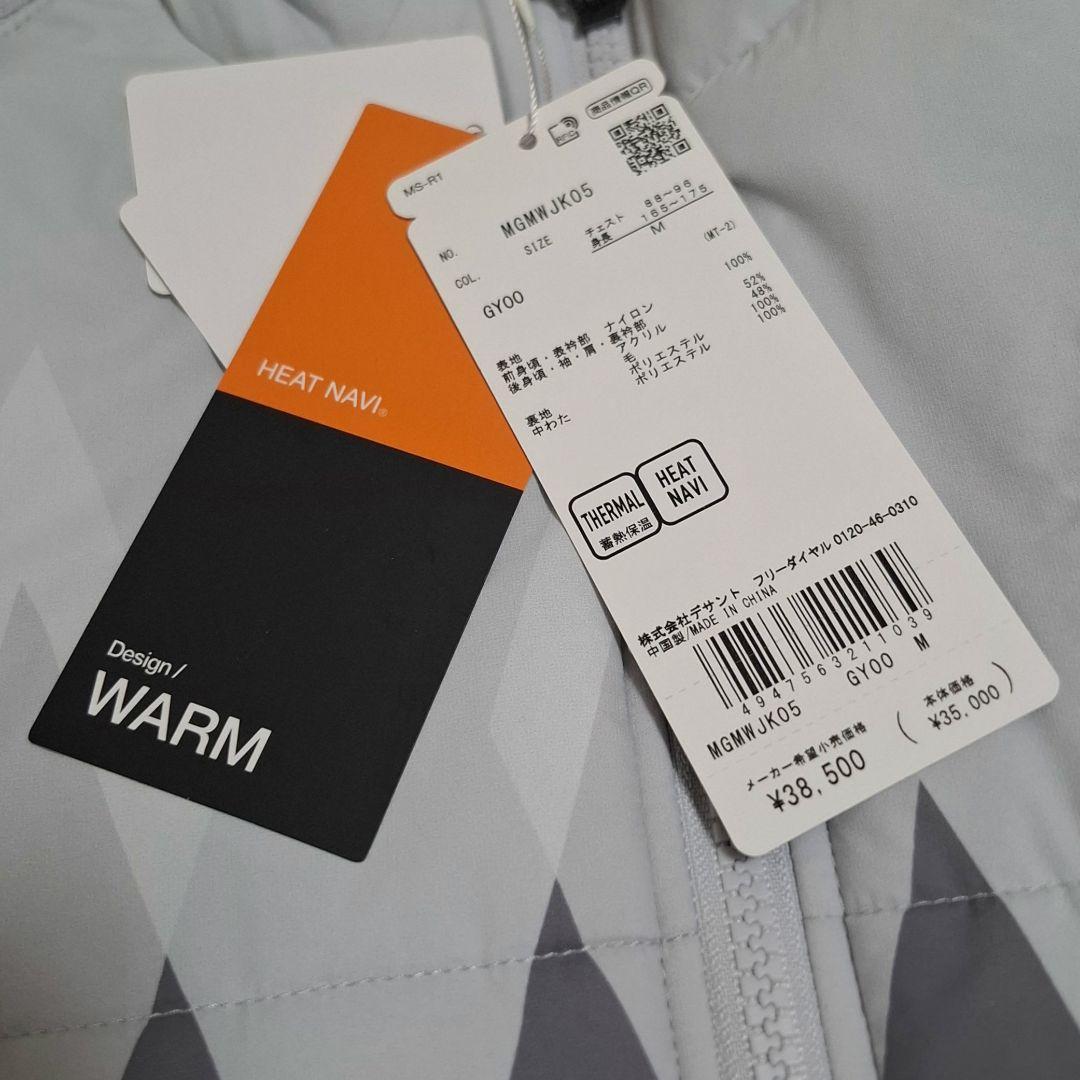 HEAT NAVI®
Design/
WARM
商品情報QR
MS-R1
NO. MGMWJK05
SIZE チェスト 88~96
身長 165~175
M
COL. (MT-2)
GY00
表地
前身頃・表衿部 ナイロン 100%
後身頃・袖・肩・裏衿部 アクリル 52%
毛 48%
裏地 ポリエステル 100%
中わた ポリエステル 100%
THERMAL
蓄熱保温
HEAT
NAVI
株式会社デサント フリーダイヤル 0120-46-0310
中国製/MADE IN CHINA
4947563211039
MGMWJK05 GY00 M
メーカー希望小売価格 (本体価格
¥38,500 ¥35,000)